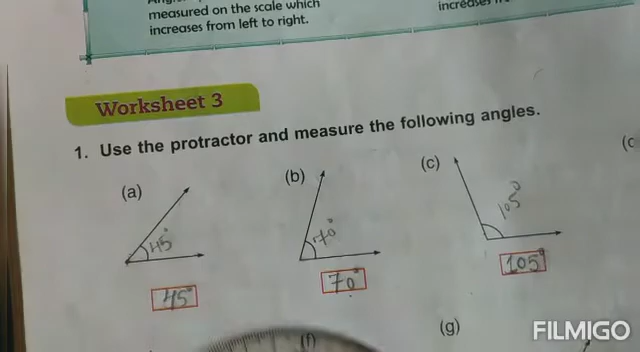 measured on the scale which
increases from left to right.
increases
Worksheet 3
1. Use the protractor and measure the following angles.
(a)
(b)
(c)
45°
70°
105°
45°
70°
105°
(f)
(g)
FILMIGO